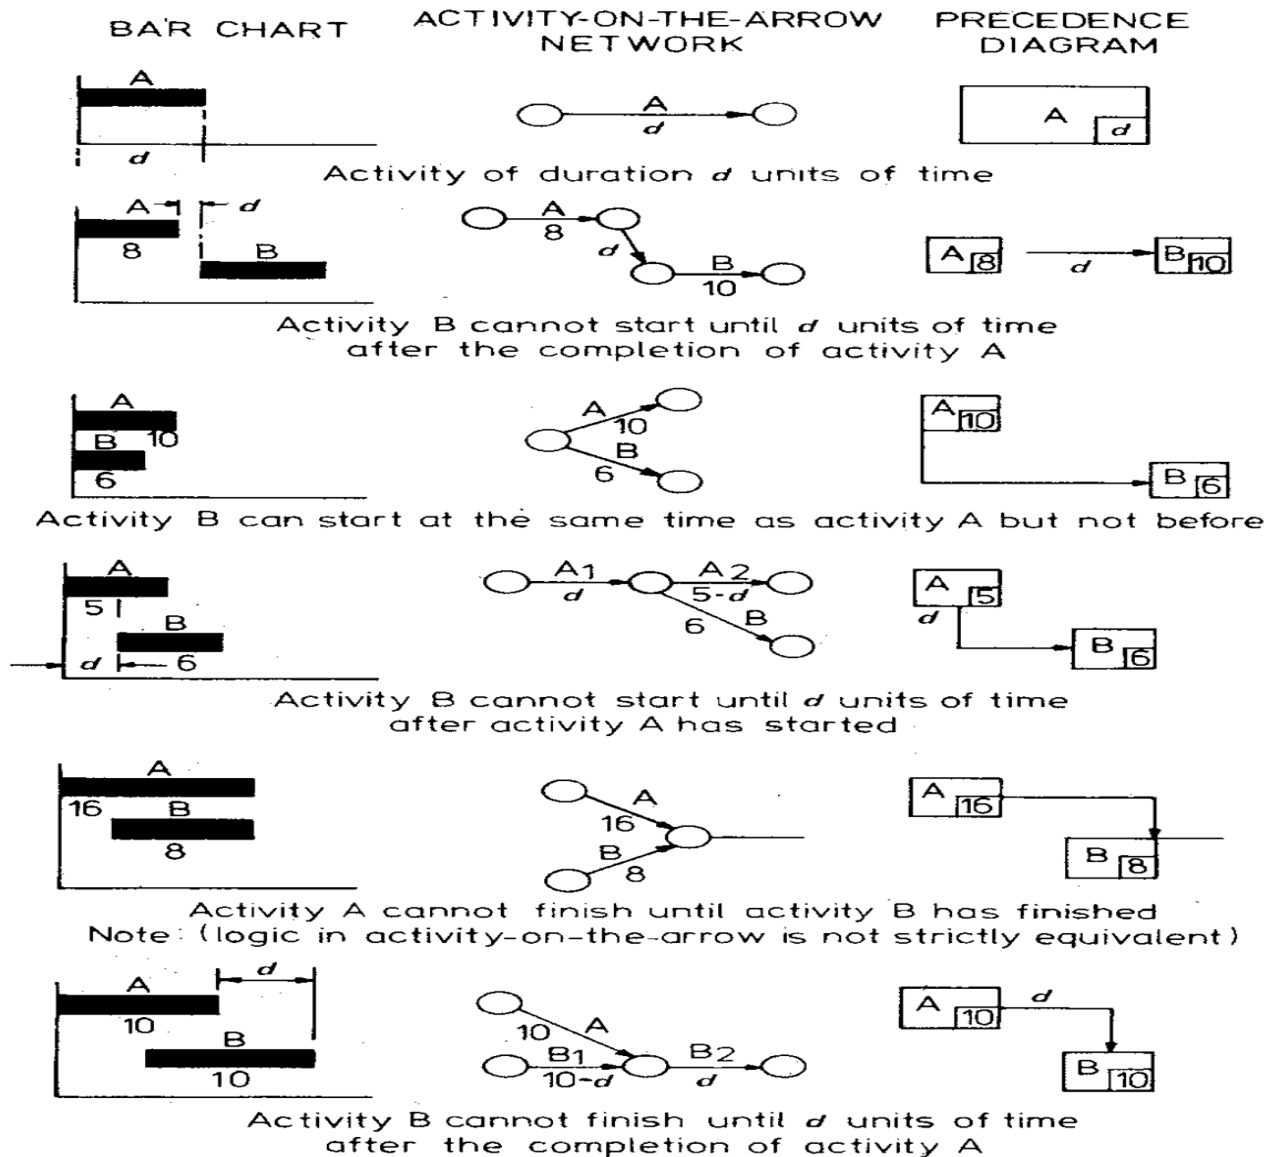 BAR CHART
ACTIVITY-ON-THE-ARROW
NETWORK
PRECEDENCE
DIAGRAM
A
d
A
d
A
d
Activity of duration d units of time
A
d
8
B
A
8
d
B
10
A 8
d
B 10
Activity B cannot start until d units of time
after the completion of activity A
A
10
B
6
A
10
B
6
A 10
B 6
Activity B can start at the same time as activity A but not before
A
5
B
d
6
A1
d
A2
5-d
6
B
A 5
d
B 6
Activity B cannot start until d units of time
after activity A has started
A
16
B
8
A
16
B
8
A 16
B 8
Activity A cannot finish until activity B has finished
Note: (logic in activity-on-the-arrow is not strictly equivalent)
d
A
10
B
10
10
A
B1
10-d
B2
d
A 10
d
B 10
Activity B cannot finish until d units of time
after the completion of activity A